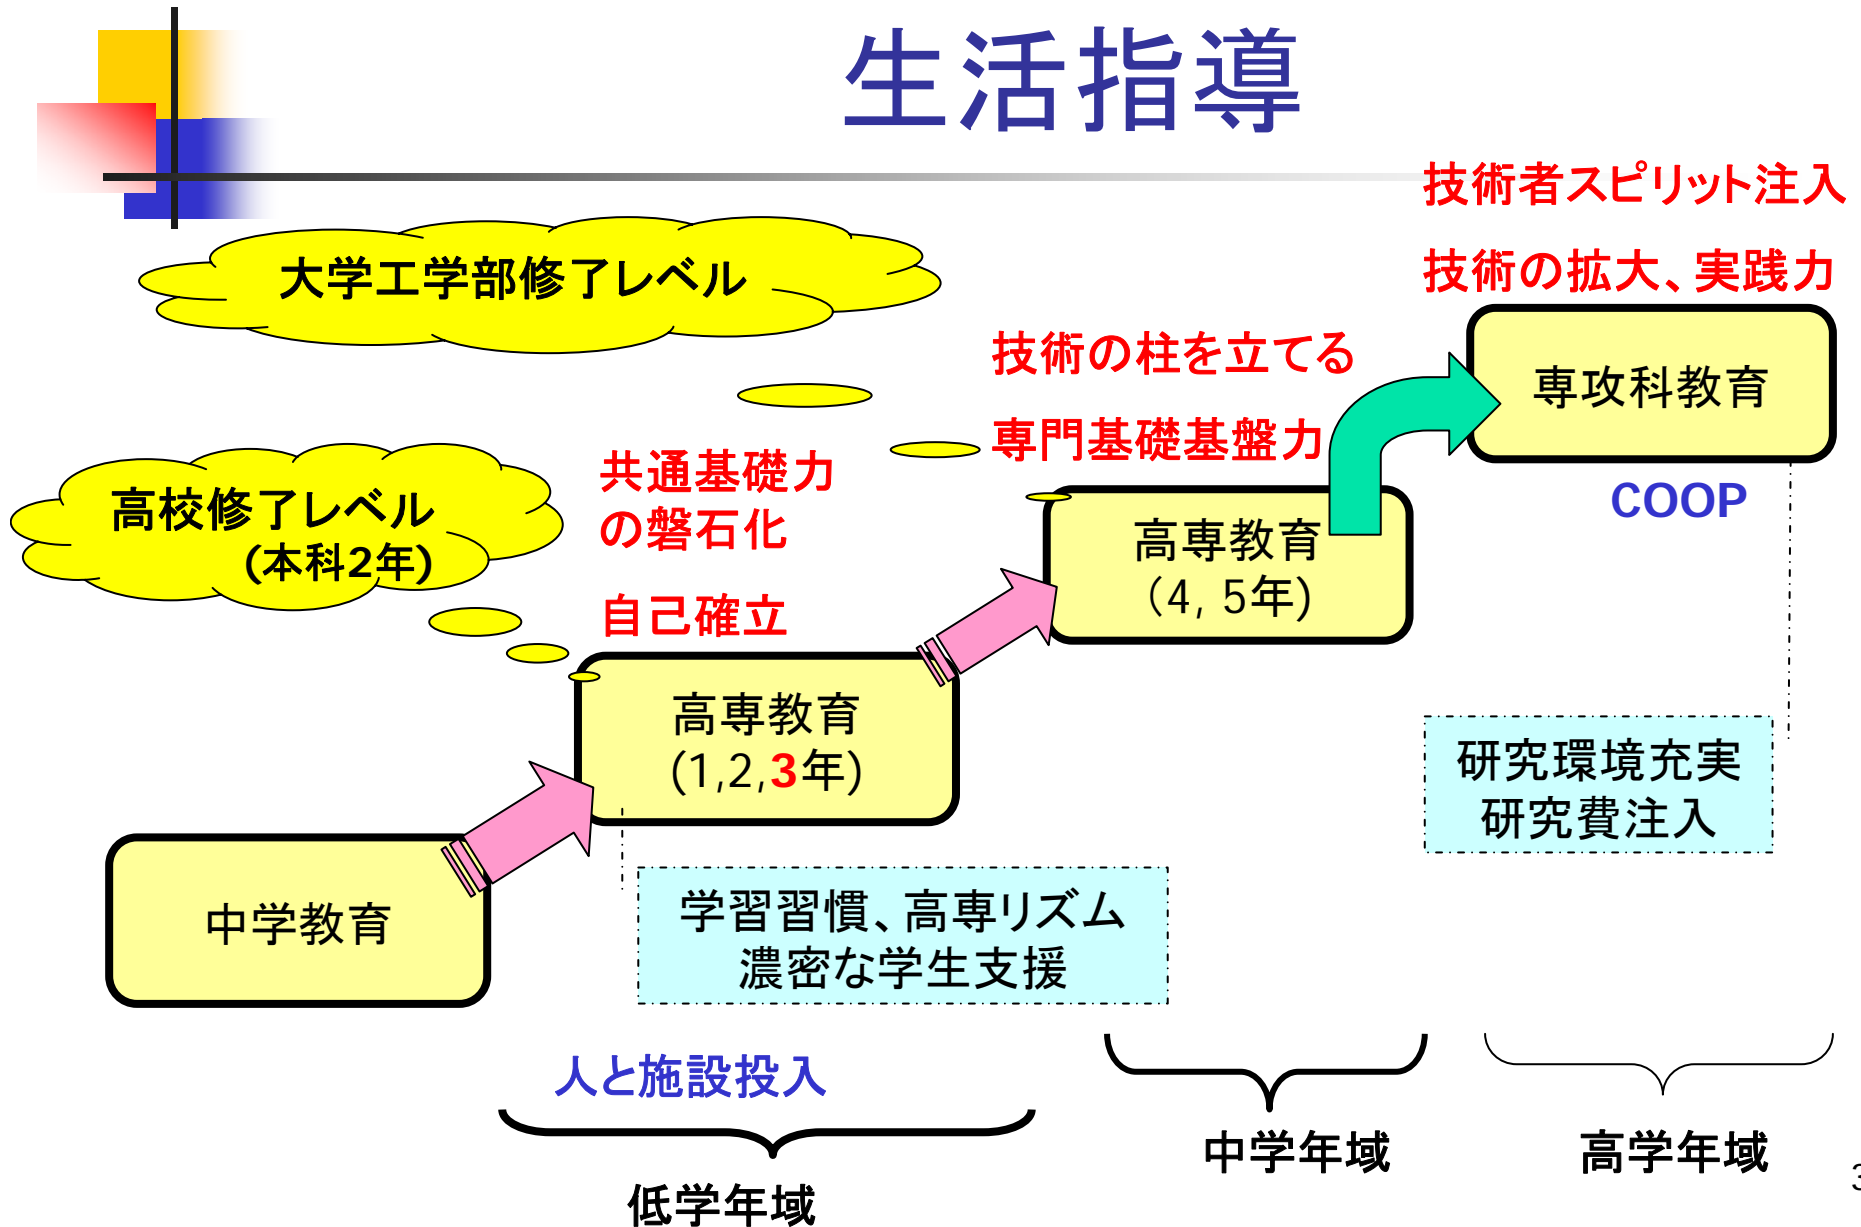 生活指導
技術者スピリット注入
技術の拡大、実践力
大学工学部修了レベル
技術の柱を立てる
専門基礎基盤力
専攻科教育
COOP
高校修了レベル
(本科2年)
共通基礎力
の磐石化
自己確立
高専教育
(4, 5年)
高専教育
(1,2,3年)
研究環境充実
研究費注入
中学教育
学習習慣、高専リズム
濃密な学生支援
人と施設投入
低学年域
中学年域
高学年域
3